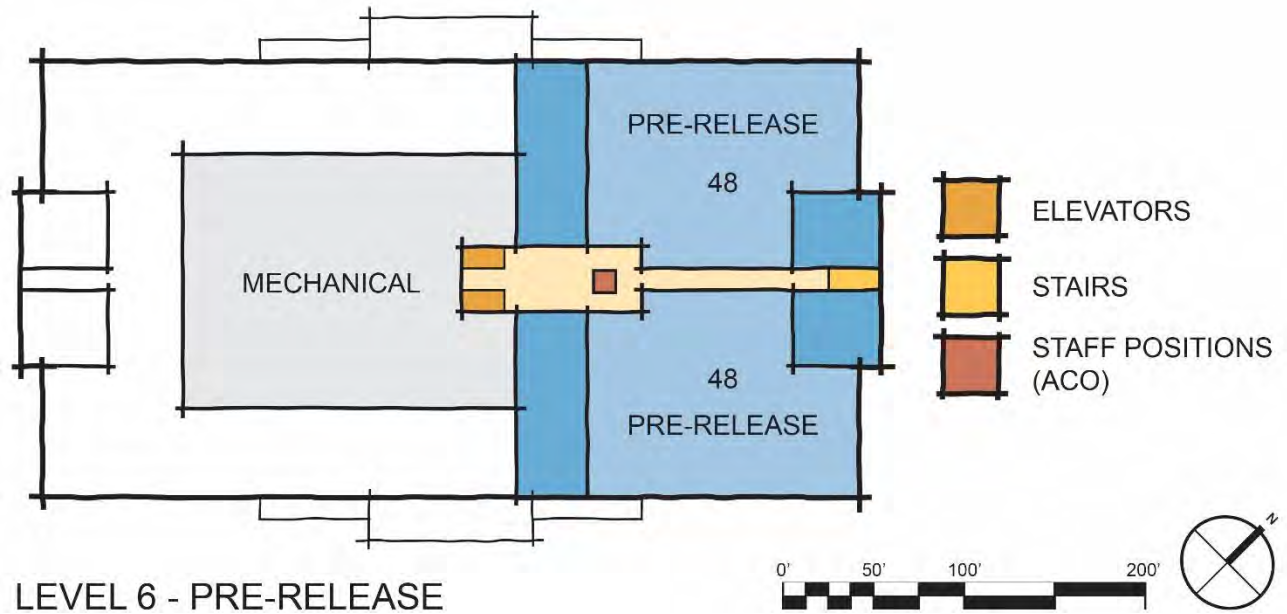 PRE-RELEASE
48
MECHANICAL
48
PRE-RELEASE
ELEVATORS
STAIRS
STAFF POSITIONS
(ACO)
LEVEL 6 - PRE-RELEASE
0' 50' 100' 200'
N